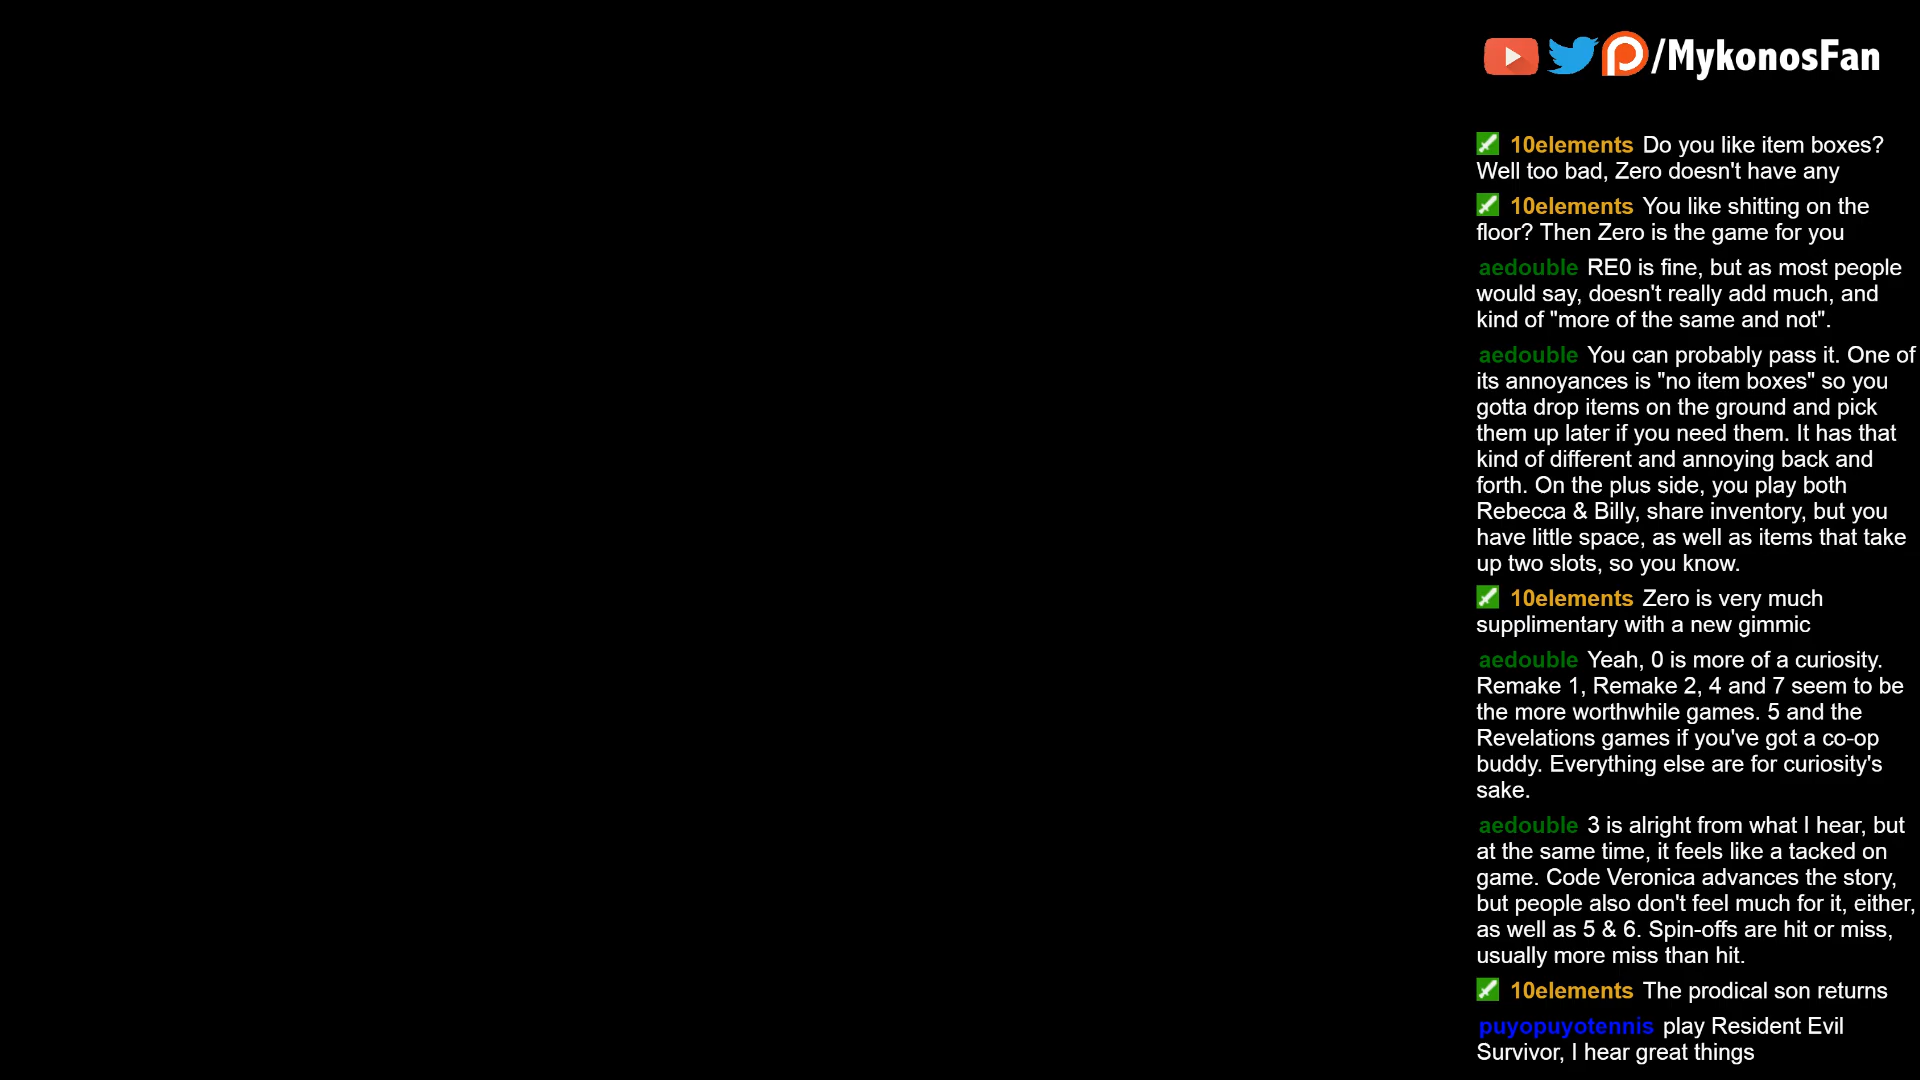 /MykonosFan
10elements Do you like item boxes?
Well too bad, Zero doesn't have any
10elements You like shitting on the
floor? Then Zero is the game for you
aedouble RE0 is fine, but as most people
would say, doesn't really add much, and
kind of "more of the same and not".
aedouble You can probably pass it. One of
its annoyances is "no item boxes" so you
gotta drop items on the ground and pick
them up later if you need them. It has that
kind of different and annoying back and
forth. On the plus side, you play both
Rebecca & Billy, share inventory, but you
have little space, as well as items that take
up two slots, so you know.
10elements Zero is very much
supplimentary with a new gimmic
aedouble Yeah, 0 is more of a curiosity.
Remake 1, Remake 2, 4 and 7 seem to be
the more worthwhile games. 5 and the
Revelations games if you've got a co-op
buddy. Everything else are for curiosity's
sake.
aedouble 3 is alright from what I hear, but
at the same time, it feels like a tacked on
game. Code Veronica advances the story,
but people also don't feel much for it, either,
as well as 5 & 6. Spin-offs are hit or miss,
usually more miss than hit.
10elements The prodical son returns
puyopuyotennis play Resident Evil
Survivor, I hear great things